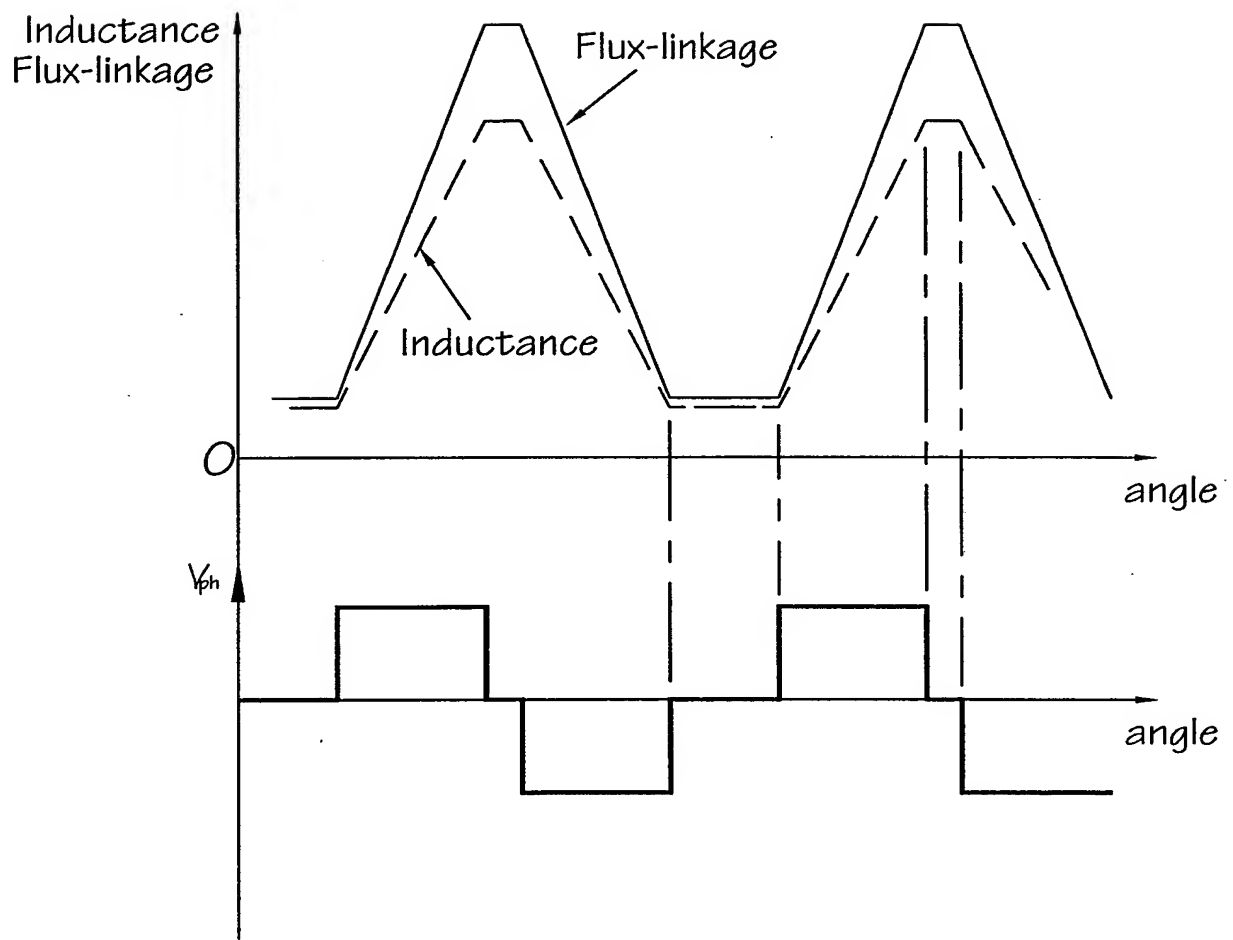 Inductance
Flux-linkage
Flux-linkage
Inductance
O
angle
Vph
angle